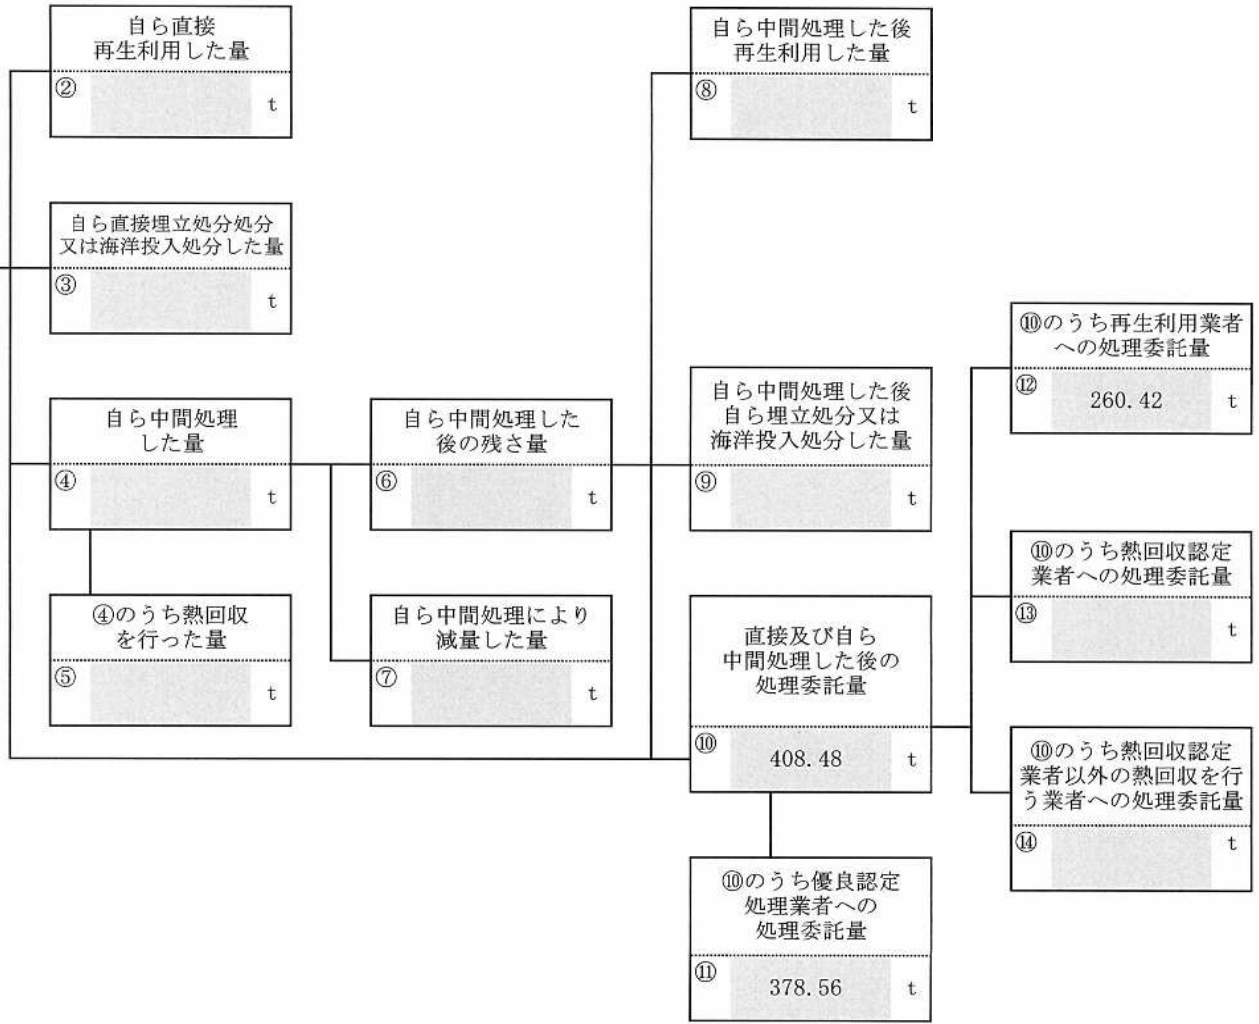 自ら直接
再生利用した量
②
t
自ら中間処理した後
再生利用した量
⑧
t
自ら直接埋立処分処分
又は海洋投入処分した量
③
t
⑩のうち再生利用業者
への処理委託量
⑫
260.42
t
自ら中間処理
した量
④
t
自ら中間処理した
後の残さ量
⑥
t
自ら中間処理した後
自ら埋立処分又は
海洋投入処分した量
⑨
t
⑩のうち熱回収認定
業者への処理委託量
⑬
t
④のうち熱回収
を行った量
⑤
t
自ら中間処理により
減量した量
⑦
t
直接及び自ら
中間処理した後の
処理委託量
⑩
408.48
t
⑩のうち熱回収認定
業者以外の熱回収を行
う業者への処理委託量
⑭
t
⑩のうち優良認定
処理業者への
処理委託量
⑪
378.56
t